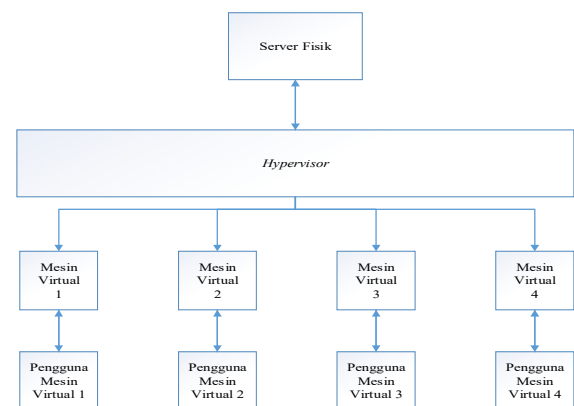 Server Fisik
Hypervisor
Mesin
Virtual
1
Mesin
Virtual
2
Mesin
Virtual
3
Mesin
Virtual
4
Pengguna
Mesin
Virtual 1
Pengguna
Mesin
Virtual 2
Pengguna
Mesin
Virtual 3
Pengguna
Mesin
Virtual 4